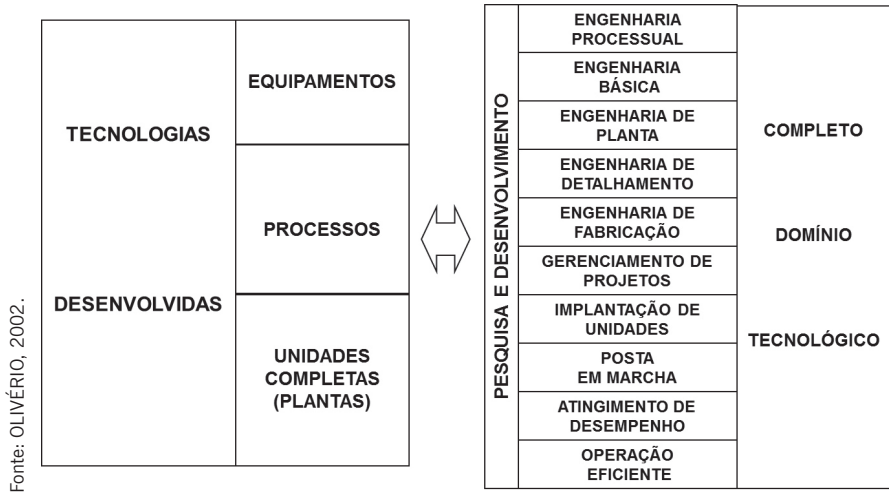 TECNOLOGIAS
DESENVOLVIDAS
EQUIPAMENTOS
PROCESSOS
UNIDADES
COMPLETAS
(PLANTAS)
PESQUISA E DESENVOLVIMENTO
ENGENHARIA
PROCESSUAL
ENGENHARIA
BÁSICA
ENGENHARIA DE
PLANTA
ENGENHARIA DE
DETALHAMENTO
ENGENHARIA DE
FABRICAÇÃO
GERENCIAMENTO DE
PROJETOS
IMPLANTAÇÃO DE
UNIDADES
POSTA
EM MARCHA
ATINGIMENTO DE
DESEMPENHO
OPERAÇÃO
EFICIENTE
COMPLETO
DOMÍNIO
TECNOLÓGICO
Fonte: OLIVÉRIO, 2002.